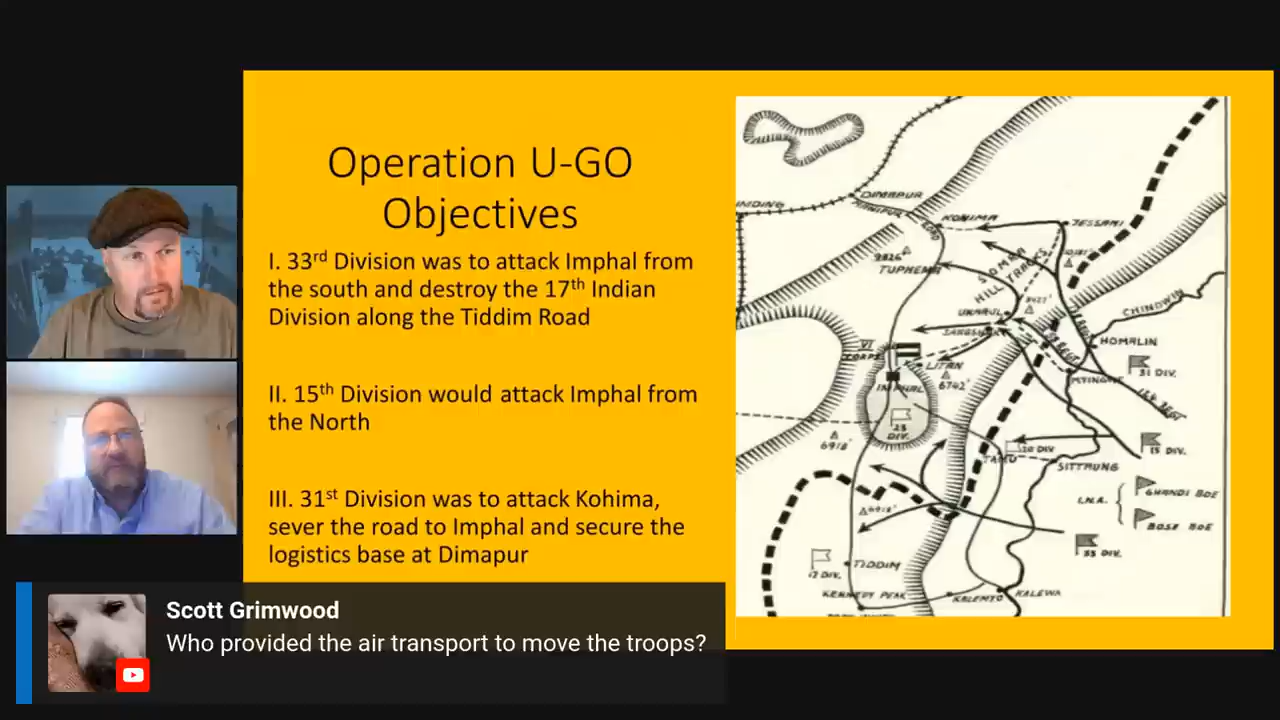 Operation U-GO
Objectives
I. 33rd Division was to attack Imphal from
the south and destroy the 17th Indian
Division along the Tiddim Road
II. 15th Division would attack Imphal from
the North
III. 31st Division was to attack Kohima,
sever the road to Imphal and secure the
logistics base at Dimapur
DIMAPUR
KOHIMA
JESSAMI
TUPHEMA
CHINDWIN
UKHRUL
HOMALIN
LITAN
IMPHAL
6742'
31 DIV.
23
DIV.
6918'
15 DIV.
20 DIV
TAMU
SITTAUNG
I.N.A.
GHANDI BDE
BOSE BDE
33 DIV.
17 DIV.
TIDDIM
KENNEDY PEAK
KALEMYO
KALEWA
Scott Grimwood
Who provided the air transport to move the troops?